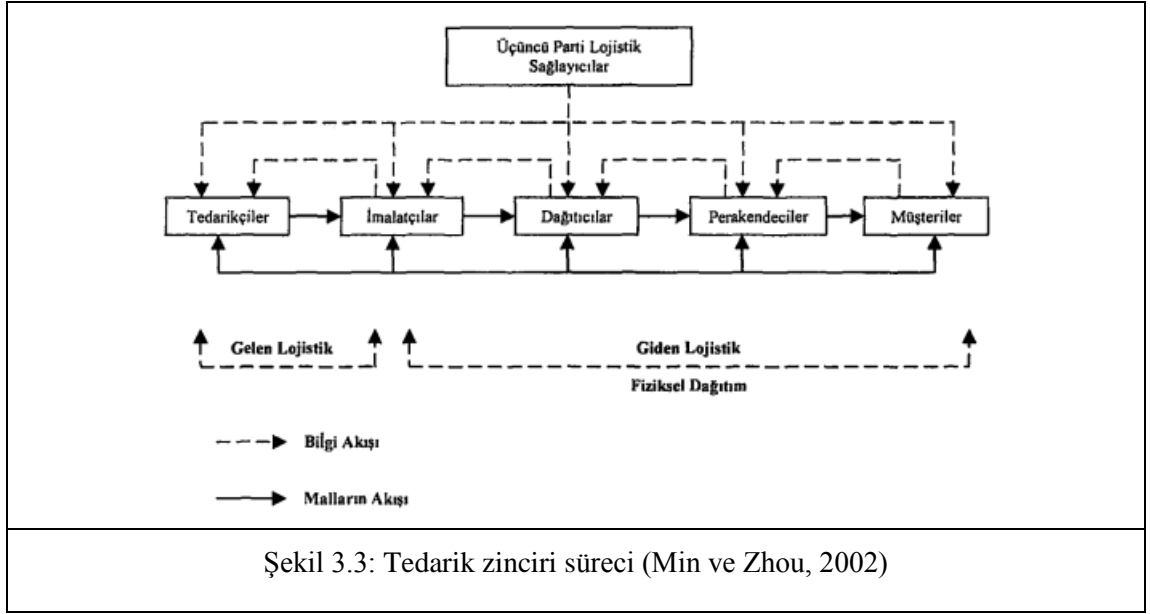 Üçüncü Parti Lojistik
Sağlayıcılar
Tedarikçiler
İmalatçılar
Dağıtıcılar
Perakendeciler
Müşteriler
Gelen Lojistik
Giden Lojistik
Fiziksel Dağıtım
Bilgi Akışı
Malların Akışı
Şekil 3.3: Tedarik zinciri süreci (Min ve Zhou, 2002)